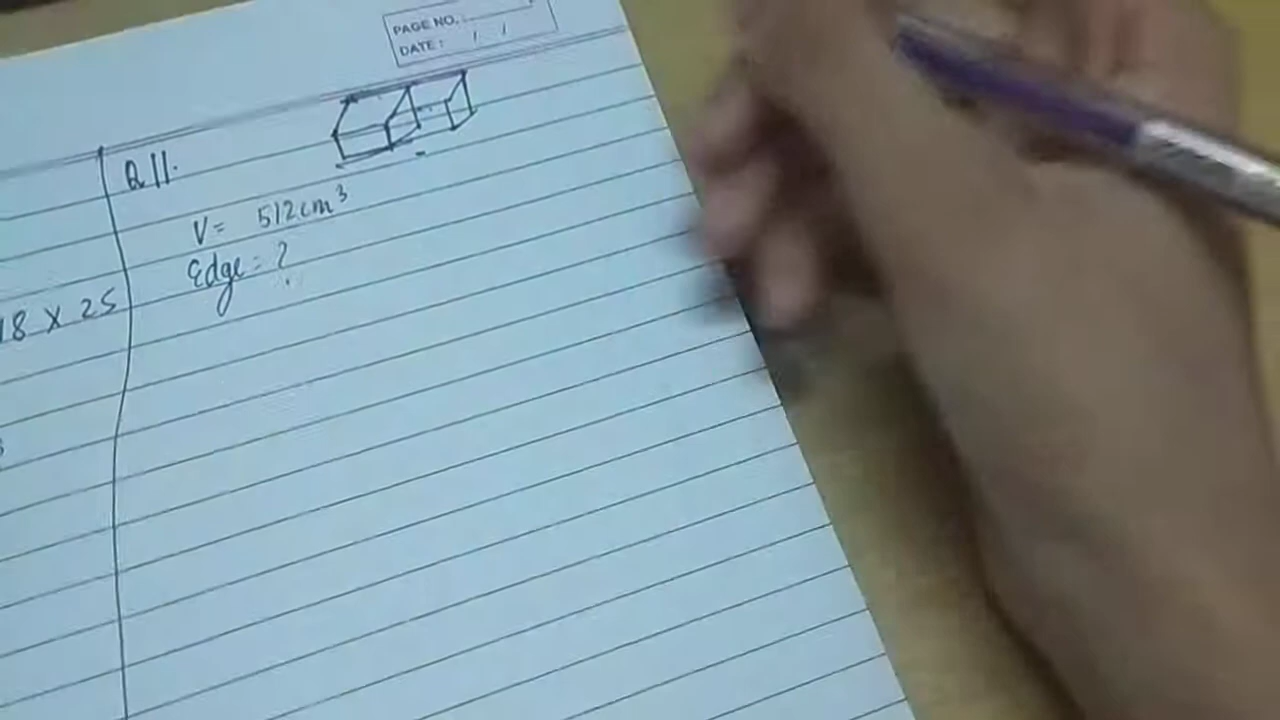 PAGE NO.:
DATE: / /
Q11.
V= 512cm³
Edge = ?
18 x 25